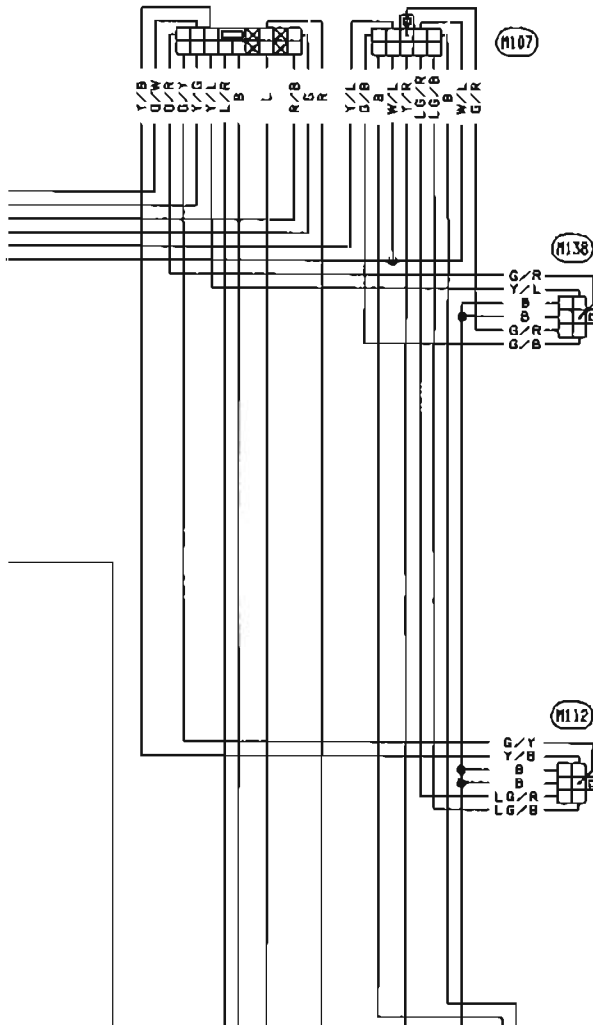 M107
Y/B
G/W
G/R
G/Y
Y/G
Y/L
L/R
B
L
R/B
G
R
Y/L
G/B
B
W/L
Y/R
LG/R
LG/B
B
W/L
G/R
M138
G/R
Y/L
B
B
G/R
G/B
M112
G/Y
Y/B
B
B
LG/R
LG/B